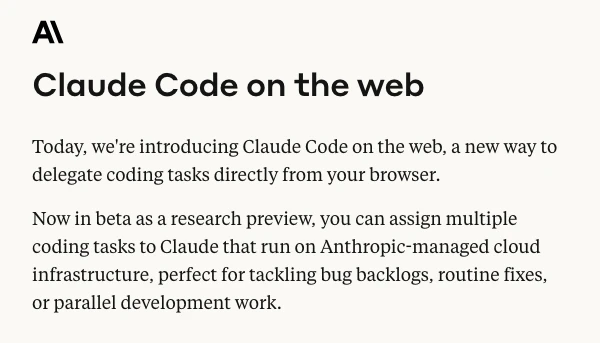 Claude Code on the web
Today, we're introducing Claude Code on the web, a new way to
delegate coding tasks directly from your browser.
Now in beta as a research preview, you can assign multiple
coding tasks to Claude that run on Anthropic-managed cloud
infrastructure, perfect for tackling bug backlogs, routine fixes,
or parallel development work.